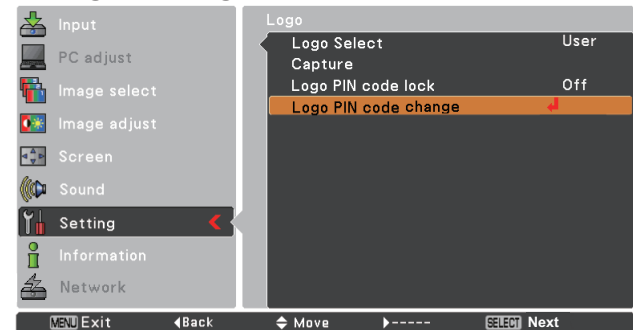 Input
PC adjust
Image select
Image adjust
Screen
Sound
Setting
Information
Network
Logo
Logo Select User
Capture
Logo PIN code lock Off
Logo PIN code change
MENU Exit Back Move ----- SELECT Next